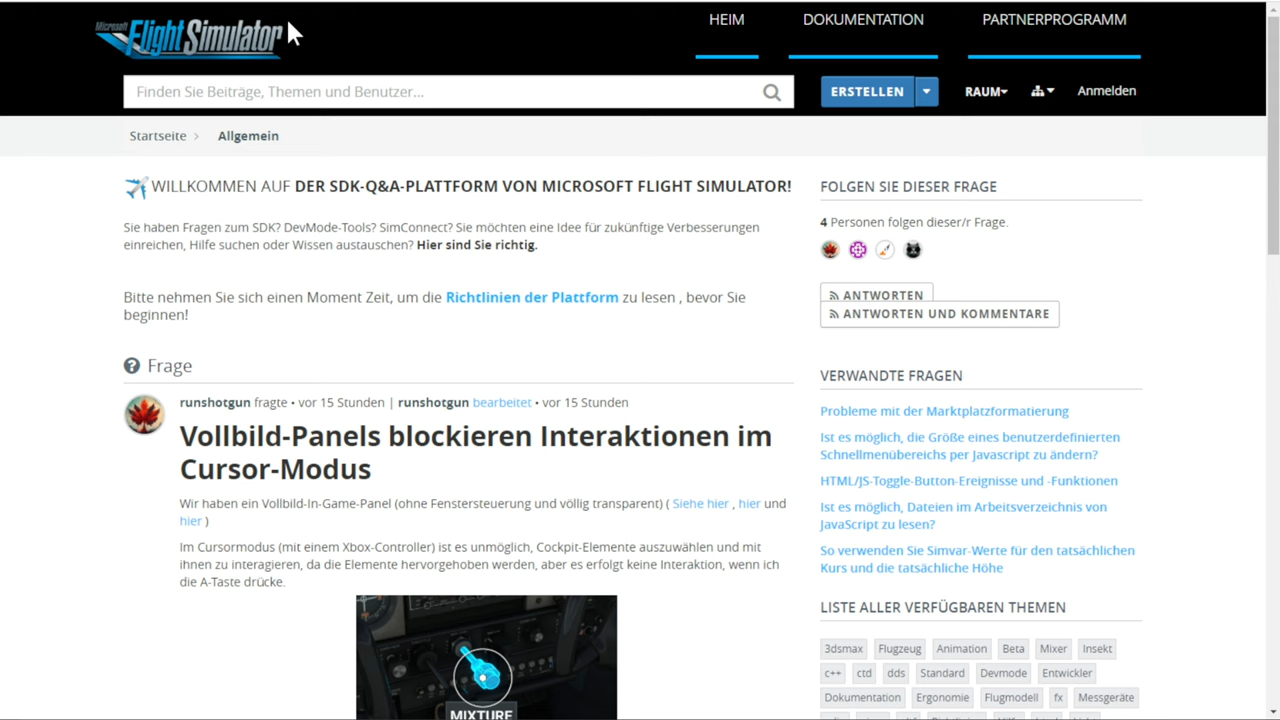 Microsoft Flight Simulator
HEIM
DOKUMENTATION
PARTNERPROGRAMM
Finden Sie Beiträge, Themen und Benutzer...
ERSTELLEN
RAUM
Anmelden
Startseite
Allgemein
WILLKOMMEN AUF DER SDK-Q&A-PLATTFORM VON MICROSOFT FLIGHT SIMULATOR!
Sie haben Fragen zum SDK? DevMode-Tools? SimConnect? Sie möchten eine Idee für zukünftige Verbesserungen
einreichen, Hilfe suchen oder Wissen austauschen? Hier sind Sie richtig.
Bitte nehmen Sie sich einen Moment Zeit, um die Richtlinien der Plattform zu lesen , bevor Sie
beginnen!
Frage
runshotgun fragte • vor 15 Stunden | runshotgun bearbeitet • vor 15 Stunden
Vollbild-Panels blockieren Interaktionen im
Cursor-Modus
Wir haben ein Vollbild-In-Game-Panel (ohne Fenstersteuerung und völlig transparent) ( Siehe hier , hier und
hier )
Im Cursormodus (mit einem Xbox-Controller) ist es unmöglich, Cockpit-Elemente auszuwählen und mit
ihnen zu interagieren, da die Elemente hervorgehoben werden, aber es erfolgt keine Interaktion, wenn ich
die A-Taste drücke.
MIXTURE
FOLGEN SIE DIESER FRAGE
4 Personen folgen dieser/r Frage.
ANTWORTEN
ANTWORTEN UND KOMMENTARE
VERWANDTE FRAGEN
Probleme mit der Marktplatzformatierung
Ist es möglich, die Größe eines benutzerdefinierten
Schnellmenübereichs per Javascript zu ändern?
HTML/JS-Toggle-Button-Ereignisse und -Funktionen
Ist es möglich, Dateien im Arbeitsverzeichnis von
JavaScript zu lesen?
So verwenden Sie Simvar-Werte für den tatsächlichen
Kurs und die tatsächliche Höhe
LISTE ALLER VERFÜGBAREN THEMEN
3dsmax Flugzeug Animation Beta Mixer Insekt
c++ ctd dds Standard Devmode Entwickler
Dokumentation Ergonomie Flugmodell fx Messgeräte